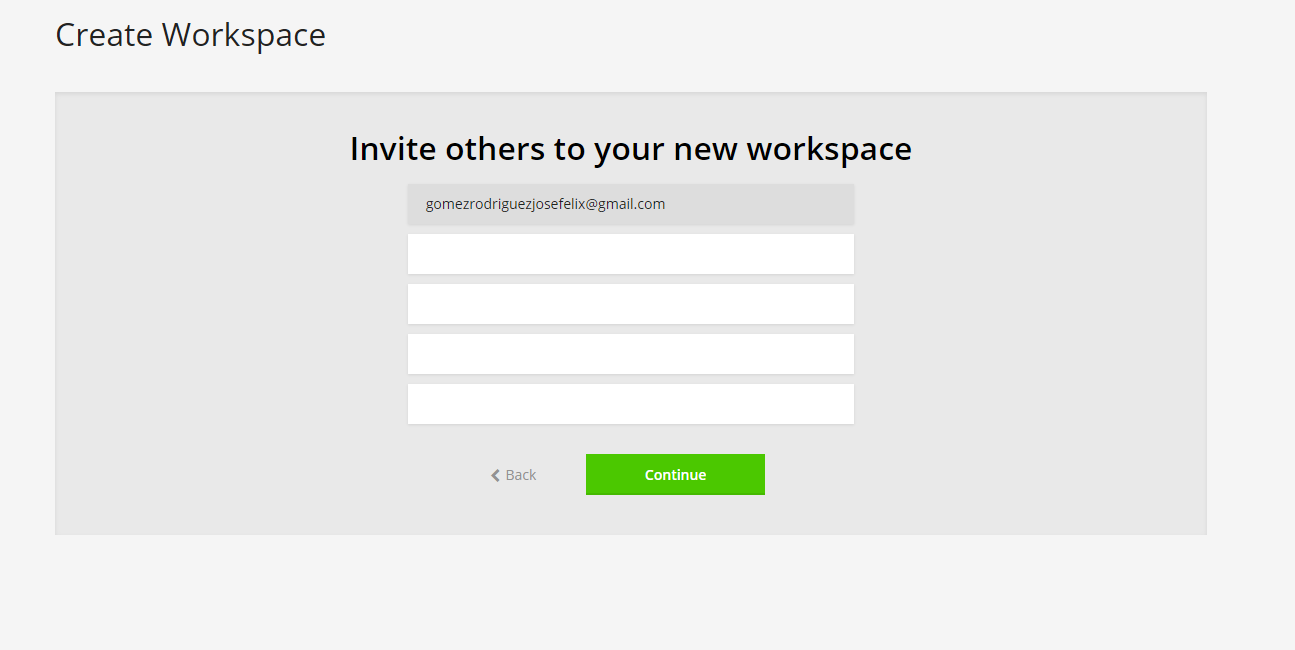 Create Workspace
Invite others to your new workspace
gomezrodriguezjosefelix@gmail.com
Back
Continue